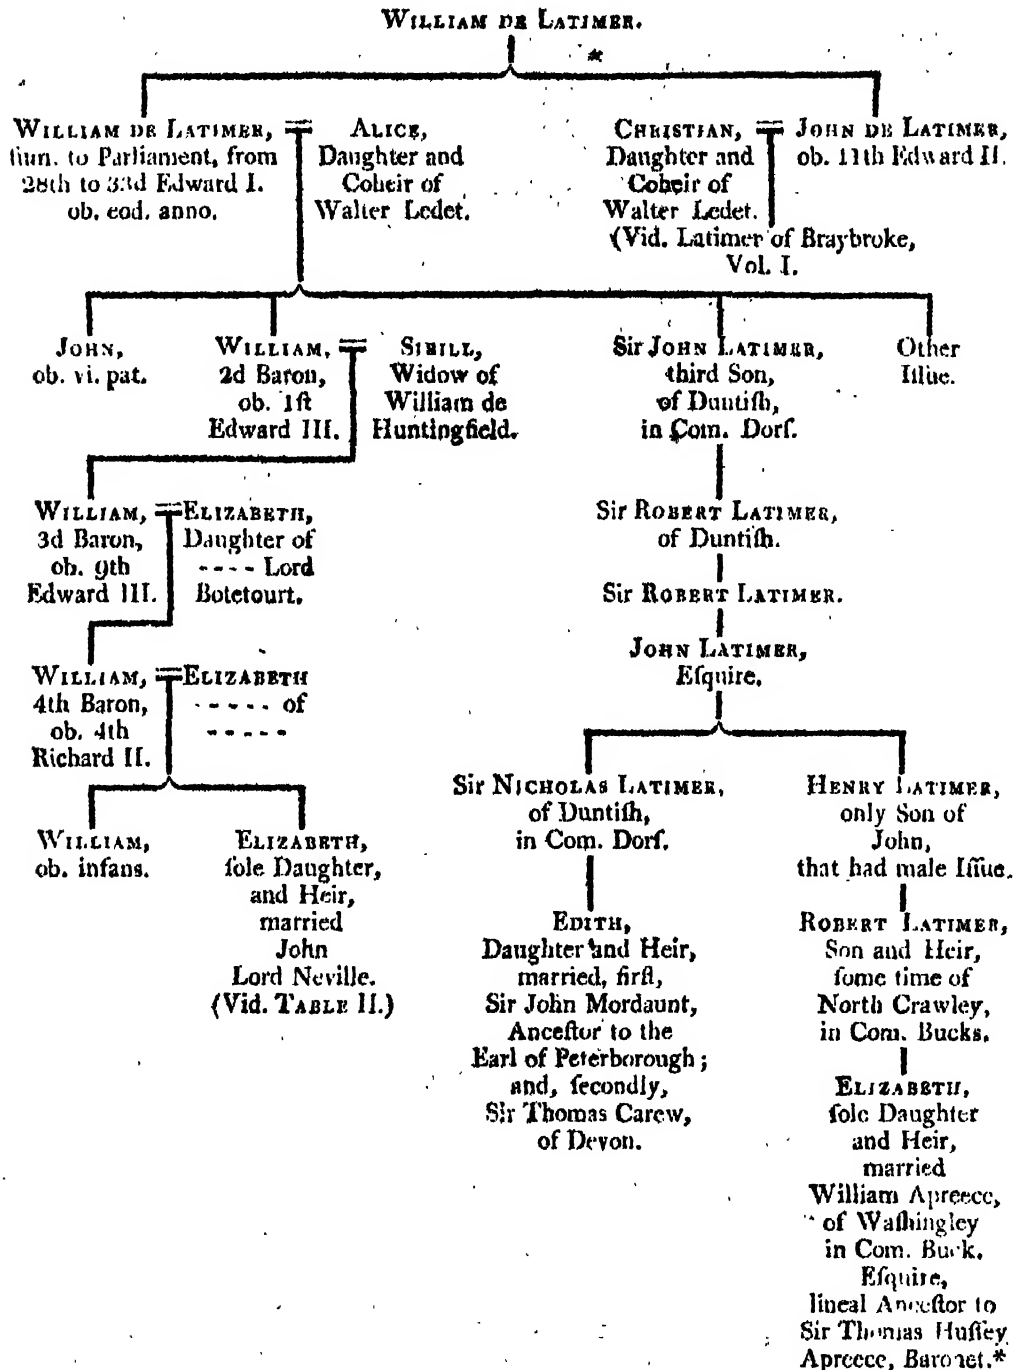 WILLIAM DE LATIMER.
*
WILLIAM DE LATIMER,
ſum. to Parliament, from
28th to 33d Edward I.
ob. eod. anno.
ALICE,
Daughter and
Coheir of
Walter Ledet.
CHRISTIAN,
Daughter and
Coheir of
Walter Ledet.
JOHN DE LATIMER,
ob. 11th Edward II.
(Vid. Latimer of Braybroke,
Vol. I.
JOHN,
ob. vi. pat.
WILLIAM,
2d Baron,
ob. 1ſt
Edward III.
SIBILL,
Widow of
William de
Huntingfield.
Sir JOHN LATIMER,
third Son,
of Duntiſh,
in Com. Dorſ.
Other
Iſſue.
WILLIAM,
3d Baron,
ob. 9th
Edward III.
ELIZABETH,
Daughter of
---- Lord
Botetourt.
Sir ROBERT LATIMER,
of Duntiſh.
Sir ROBERT LATIMER.
JOHN LATIMER,
Eſquire.
WILLIAM,
4th Baron,
ob. 4th
Richard II.
ELIZABETH
----- of
-----
WILLIAM,
ob. infans.
ELIZABETH,
ſole Daughter,
and Heir,
married
John
Lord Neville.
(Vid. TABLE II.)
Sir NICHOLAS LATIMER,
of Duntiſh,
in Com. Dorſ.
EDITH,
Daughter and Heir,
married, firſt,
Sir John Mordaunt,
Anceſtor to the
Earl of Peterborough;
and, ſecondly,
Sir Thomas Carew,
of Devon.
HENRY LATIMER,
only Son of
John,
that had male Iſſue.
ROBERT LATIMER,
Son and Heir,
ſome time of
North Crawley,
in Com. Bucks.
ELIZABETH,
ſole Daughter
and Heir,
married
William Apreece,
of Waſhingley
in Com. Buck.
Eſquire,
lineal Anceſtor to
Sir Thomas Huſſey
Apreece, Baronet.*